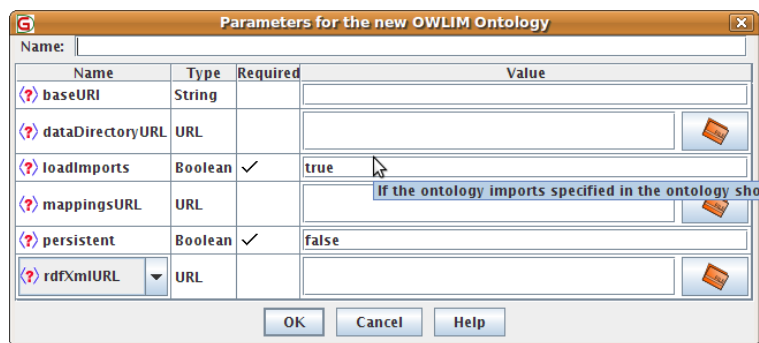 Parameters for the new OWLIM Ontology
Name:
Name Type Required Value
baseURI String
dataDirectoryURL URL
loadImports Boolean true
If the ontology imports specified in the ontology sho
mappingsURL URL
persistent Boolean false
rdfXmlURL URL
OK Cancel Help